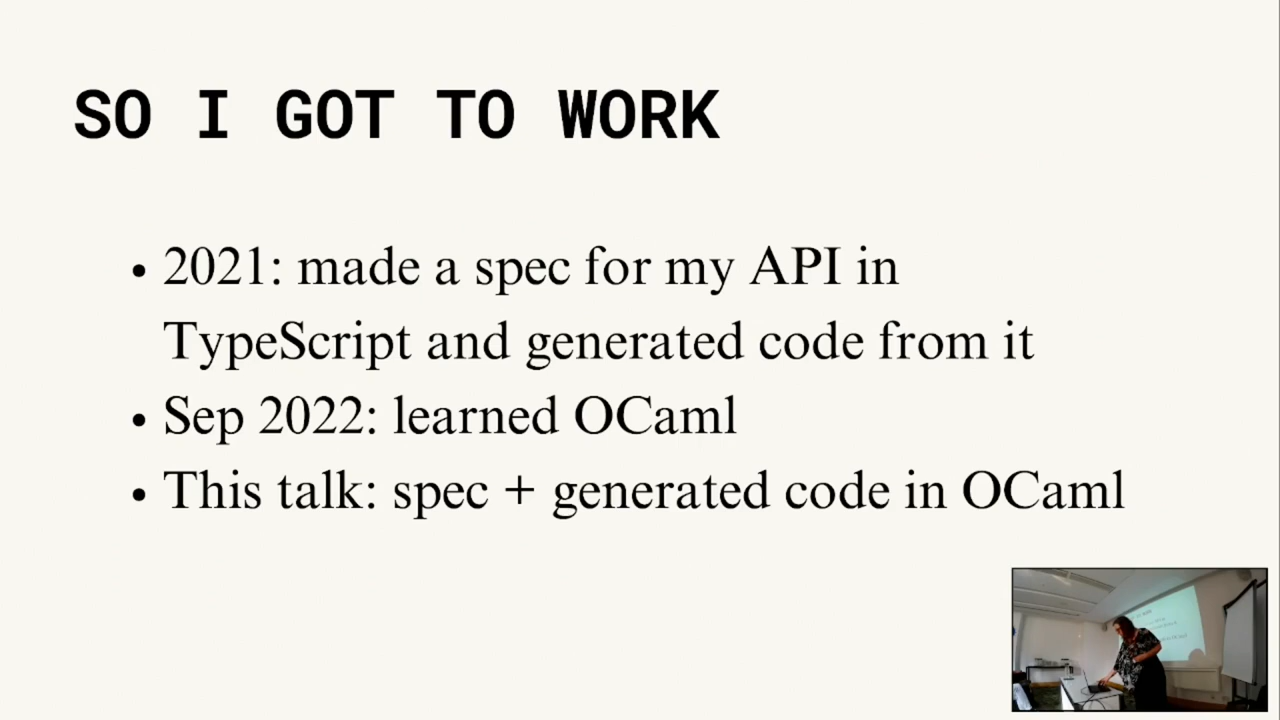 SO I GOT TO WORK
• 2021: made a spec for my API in
TypeScript and generated code from it
• Sep 2022: learned OCaml
• This talk: spec + generated code in OCaml